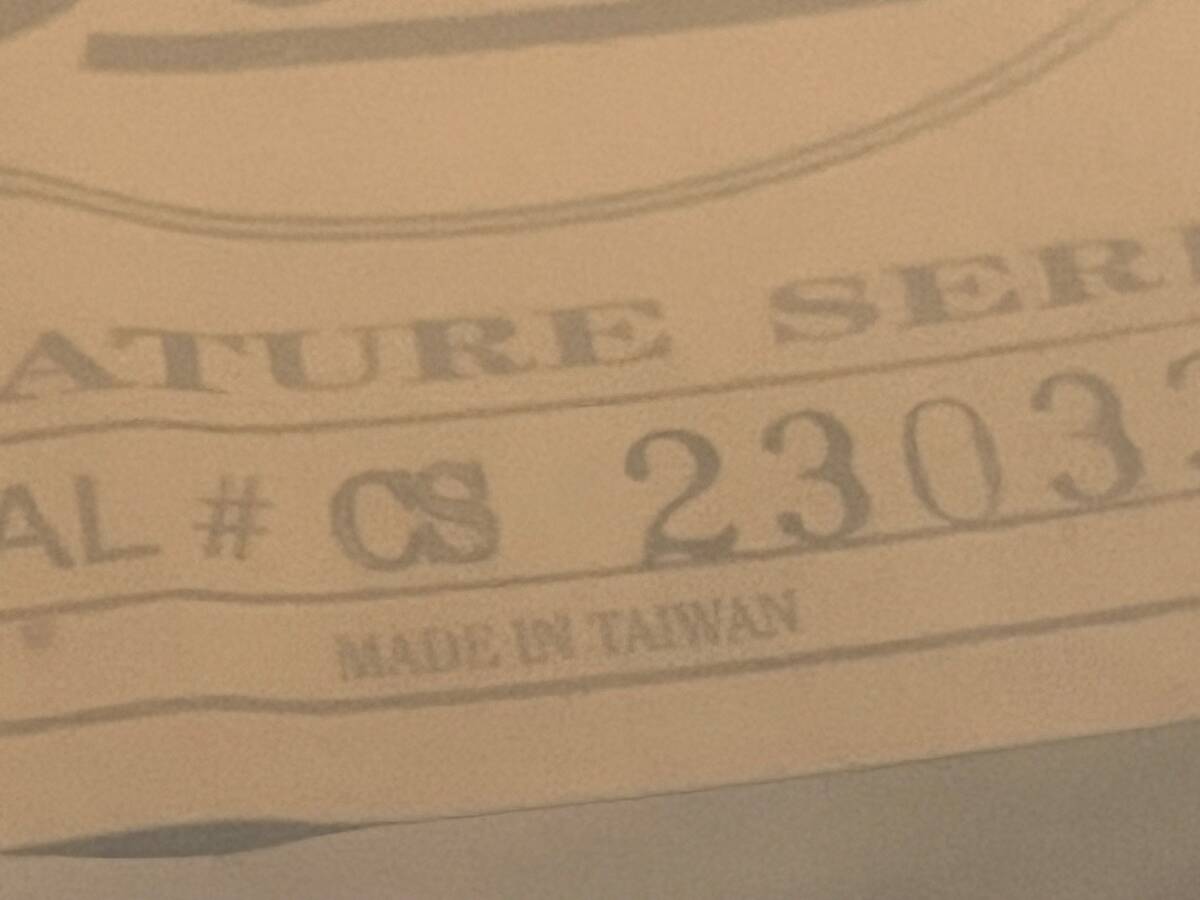 ATURE SER
AL # CS 2303
MADE IN TAIWAN